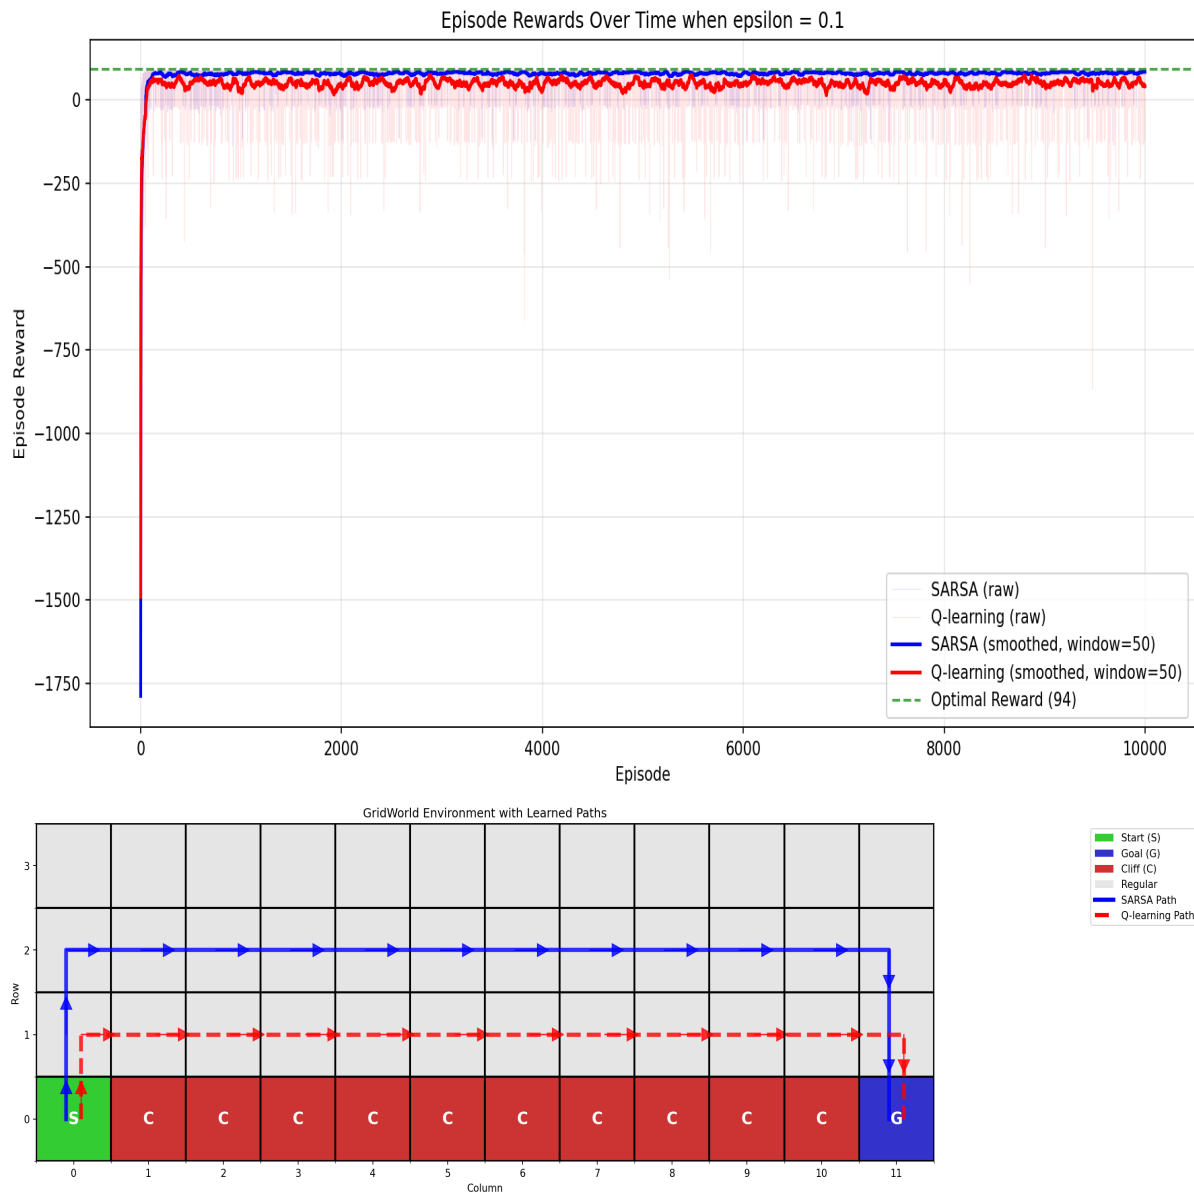 Episode Rewards Over Time when epsilon = 0.1
Episode Reward
0
−250
−500
−750
−1000
−1250
−1500
−1750
SARSA (raw)
Q-learning (raw)
SARSA (smoothed, window=50)
Q-learning (smoothed, window=50)
Optimal Reward (94)
0 2000 4000 6000 8000 10000
Episode
GridWorld Environment with Learned Paths
Start (S)
Goal (G)
Cliff (C)
Regular
SARSA Path
Q-learning Path
Row
3
2
1
0
S C C C C C C C C C C G
0 1 2 3 4 5 6 7 8 9 10 11
Column